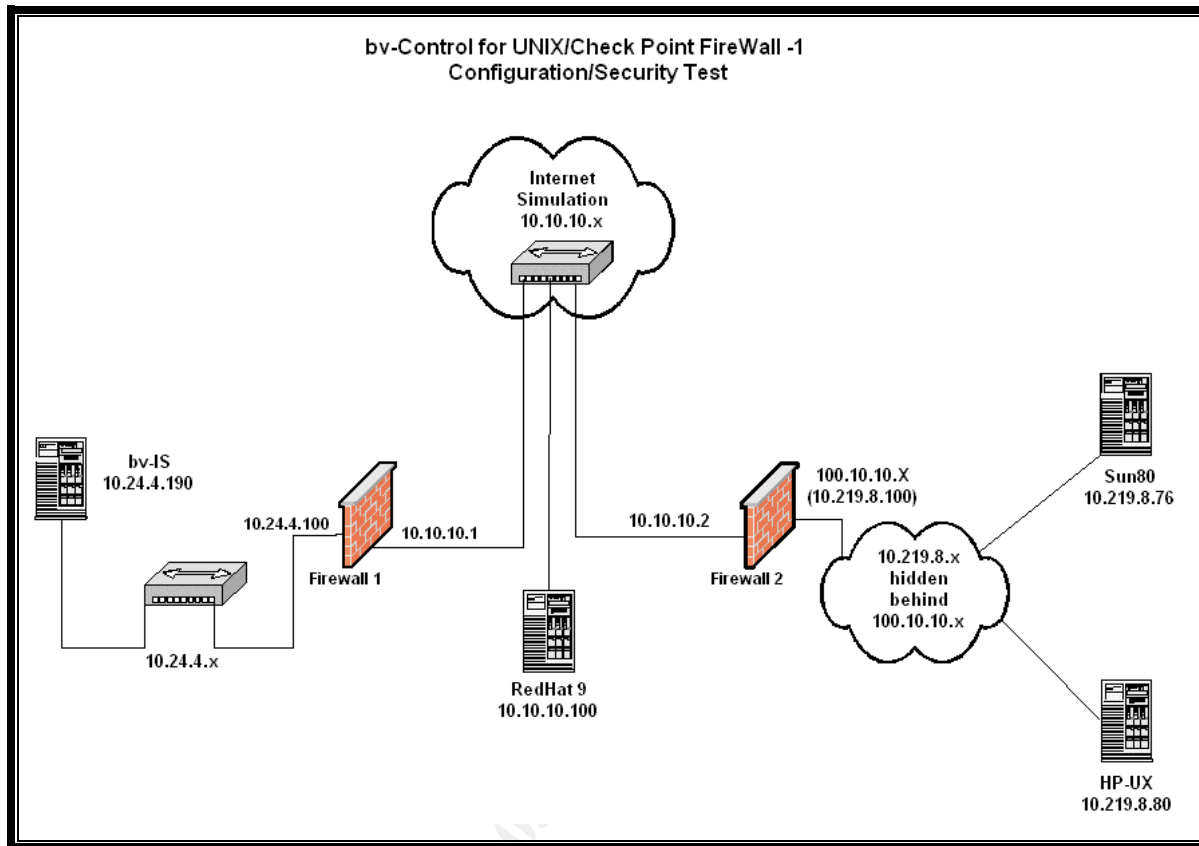 bv-Control for UNIX/Check Point FireWall -1
Configuration/Security Test
Internet
Simulation
10.10.10.x
bv-IS
10.24.4.190
10.24.4.x
10.24.4.100
Firewall 1
10.10.10.1
RedHat 9
10.10.10.100
10.10.10.2
Firewall 2
100.10.10.X
(10.219.8.100)
10.219.8.x
hidden
behind
100.10.10.x
Sun80
10.219.8.76
HP-UX
10.219.8.80